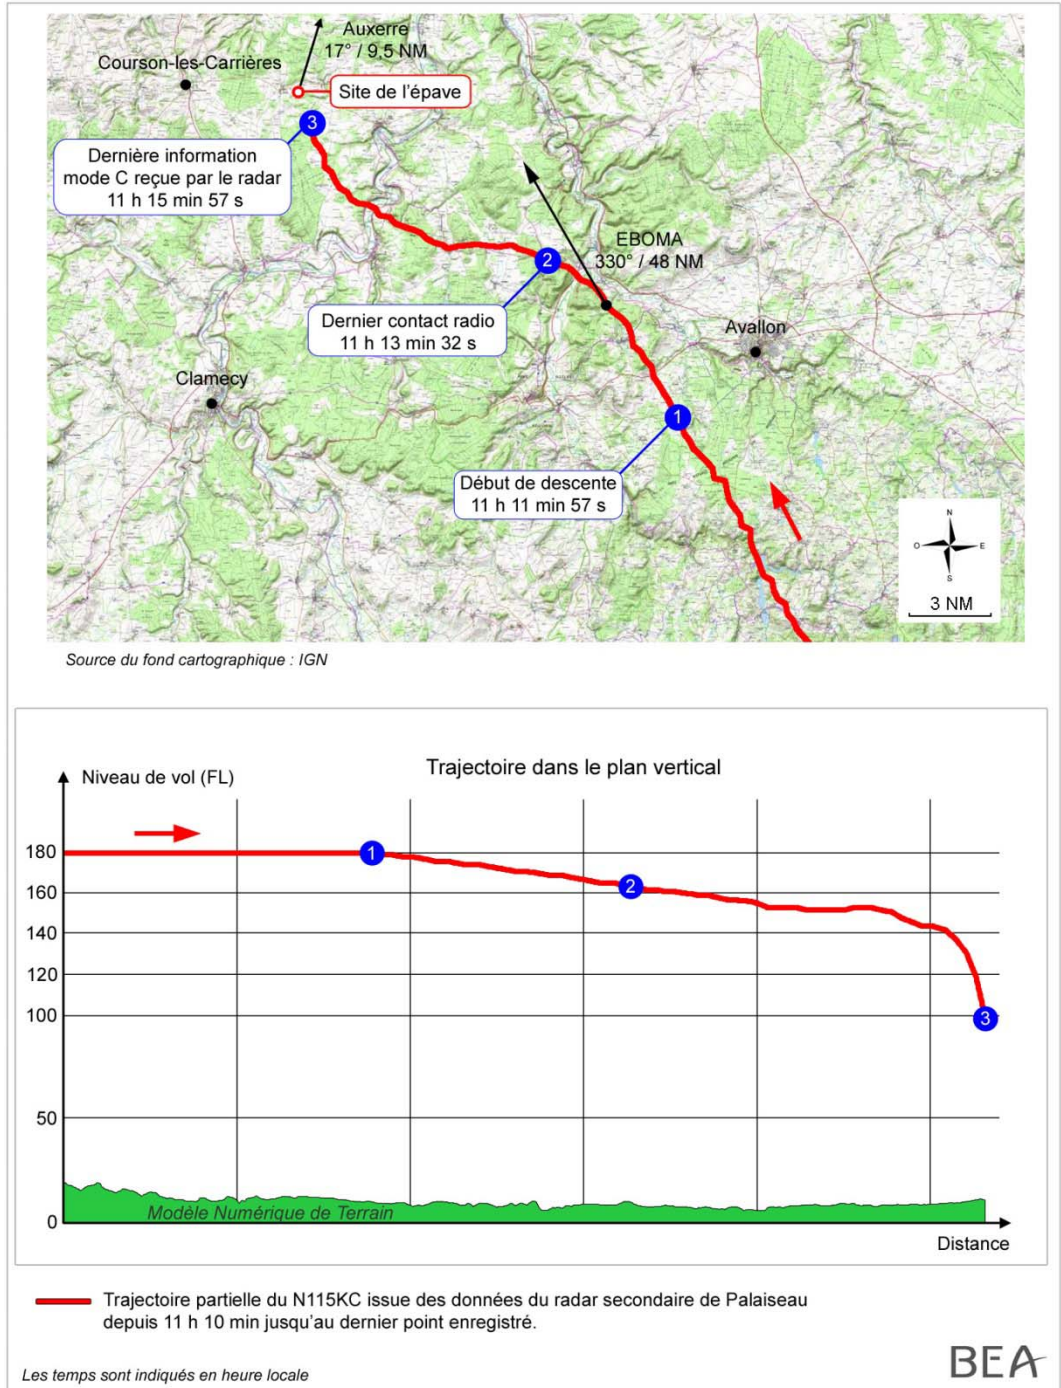 Auxerre
17° / 9,5 NM
Courson-les-Carrières
Site de l'épave
3
Dernière information
mode C reçue par le radar
11 h 15 min 57 s
EBOMA
330° / 48 NM
2
Dernier contact radio
11 h 13 min 32 s
Avallon
Clamecy
1
Début de descente
11 h 11 min 57 s
N
O
E
S
3 NM
Source du fond cartographique : IGN
Trajectoire dans le plan vertical
Niveau de vol (FL)
180
1
160
2
140
120
100
3
50
Modèle Numérique de Terrain
0
Distance
Trajectoire partielle du N115KC issue des données du radar secondaire de Palaiseau
depuis 11 h 10 min jusqu'au dernier point enregistré.
Les temps sont indiqués en heure locale
BEA